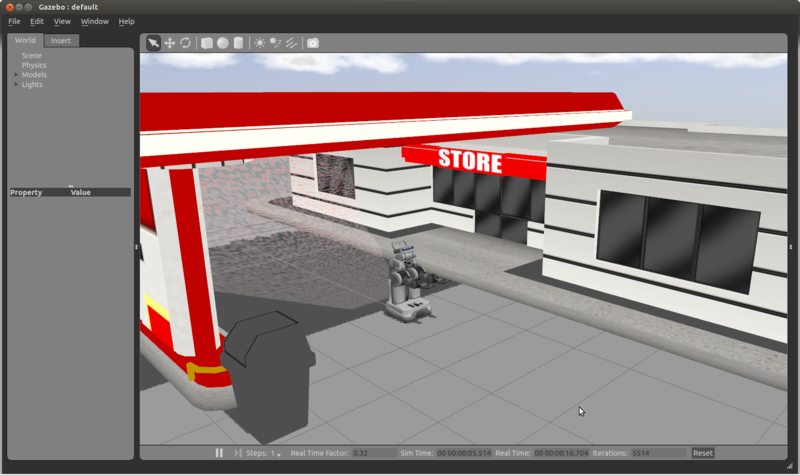 Gazebo : default
File Edit View Window Help
World Insert
Scene
Physics
Models
Lights
Property Value
STORE
Steps: 1 Real Time Factor: 0.32 Sim Time: 00 00:00:05.514 Real Time: 00 00:00:16.704 Iterations: 5514 Reset